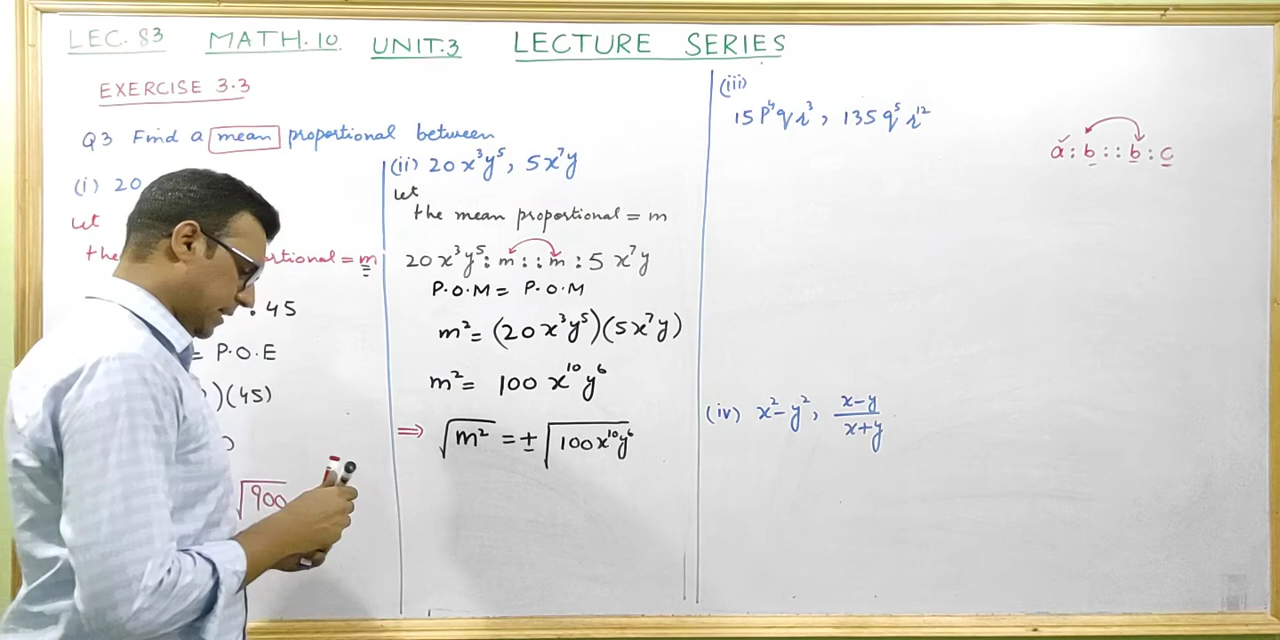 LEC. 83 MATH.10 UNIT.3 LECTURE SERIES
EXERCISE 3.3
Q3 Find a mean proportional between
(i) 20
Let
the = m
. 45
= P.O.E
)(45)
√900
(ii) 20x³y⁵, 5x⁷y
Let
the mean proportional = m
20x³y⁵ : m : : m : 5x⁷y
P.O.M = P.O.M
m² = (20x³y⁵)(5x⁷y)
m² = 100 x¹⁰y⁶
⇒ √m² = ± √100x¹⁰y⁶
(iii)
15p⁴qr³, 135q⁵r¹²
a : b : : b : c
(iv) x² - y², (x-y)/(x+y)